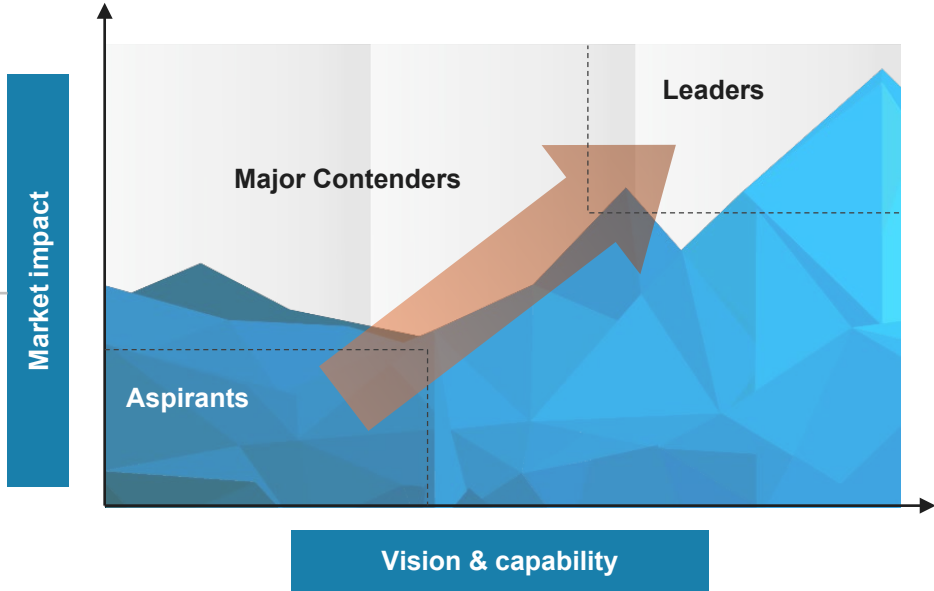 Leaders
Major Contenders
Market impact
Aspirants
Vision & capability